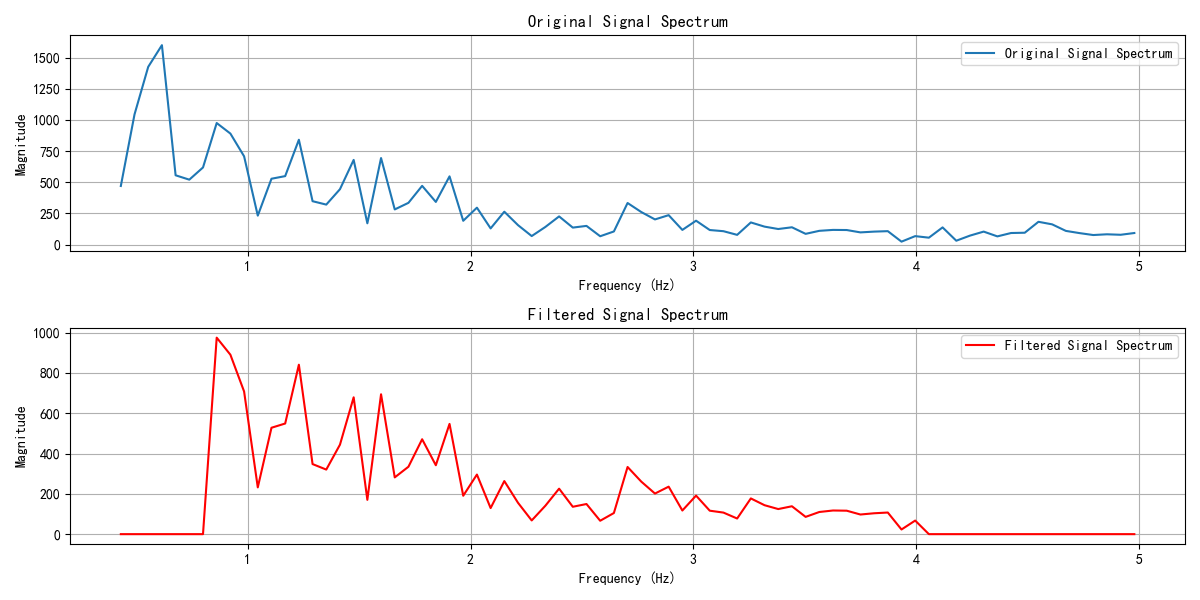 Original Signal Spectrum
Original Signal Spectrum
Magnitude
1500
1250
1000
750
500
250
0
1 2 3 4 5
Frequency (Hz)
Filtered Signal Spectrum
Filtered Signal Spectrum
Magnitude
1000
800
600
400
200
0
1 2 3 4 5
Frequency (Hz)